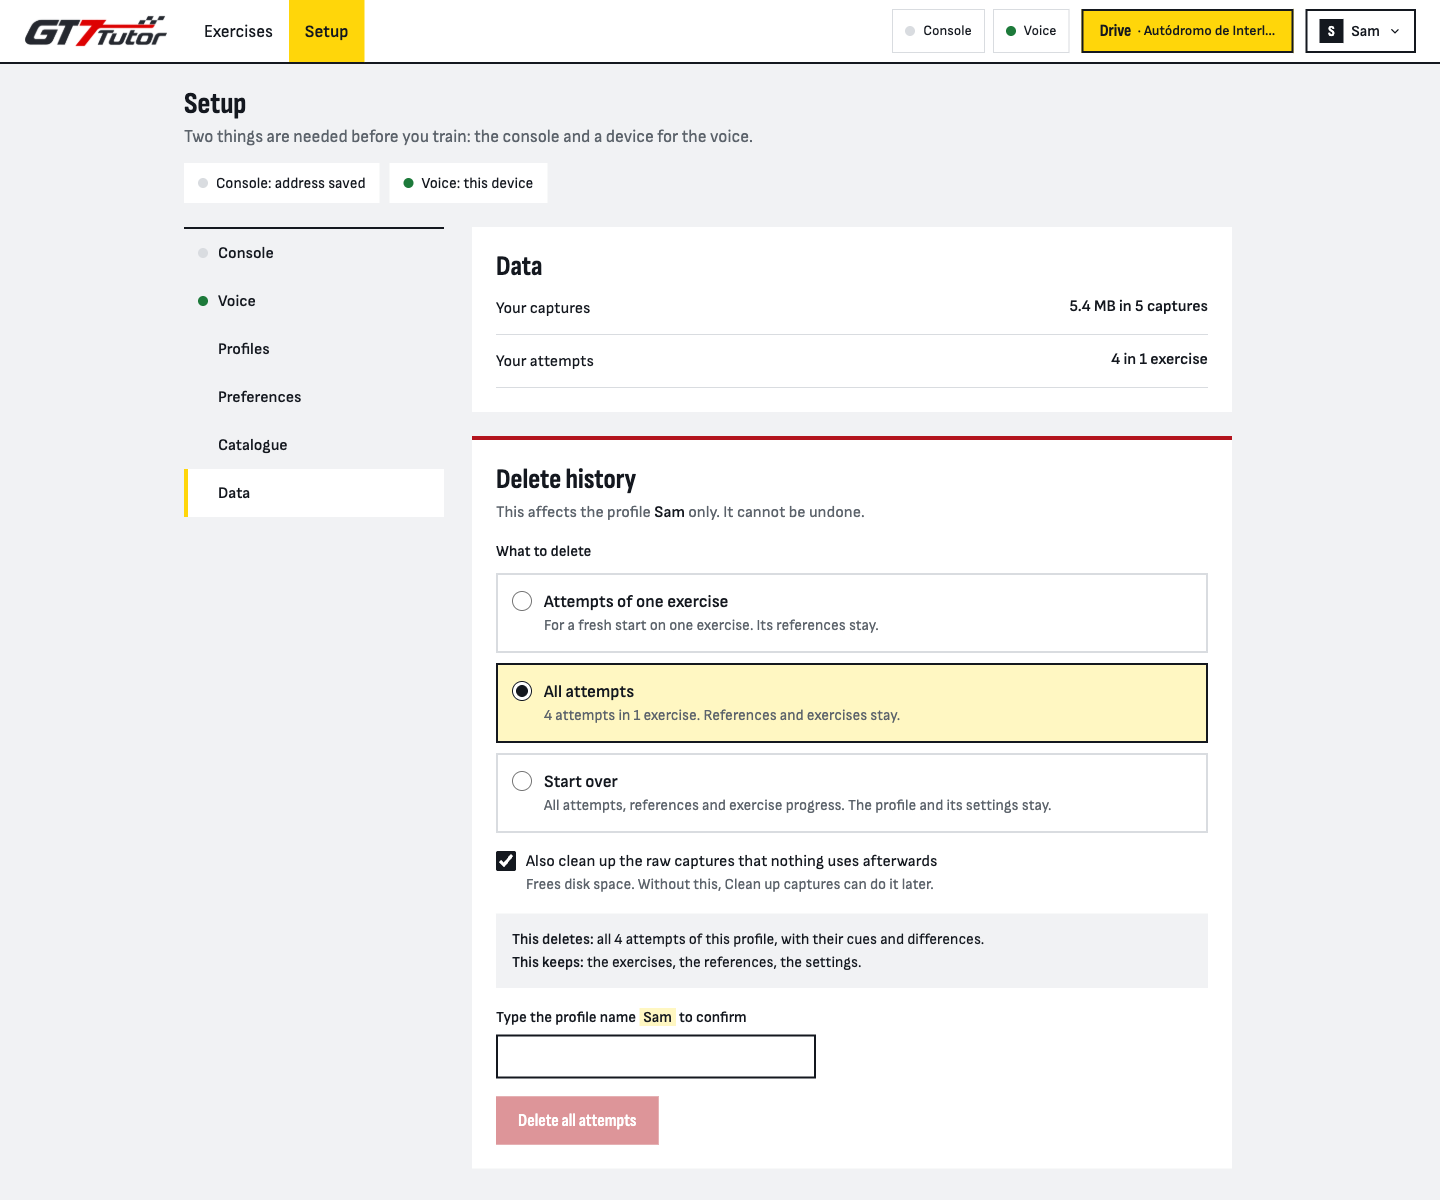 GT7Tutor
Exercises
Setup
Console
Voice
Drive · Autódromo de Interl...
S
Sam
Setup
Two things are needed before you train: the console and a device for the voice.
Console: address saved
Voice: this device
Console
Voice
Profiles
Preferences
Catalogue
Data
Data
Your captures
5.4 MB in 5 captures
Your attempts
4 in 1 exercise
Delete history
This affects the profile Sam only. It cannot be undone.
What to delete
Attempts of one exercise
For a fresh start on one exercise. Its references stay.
All attempts
4 attempts in 1 exercise. References and exercises stay.
Start over
All attempts, references and exercise progress. The profile and its settings stay.
Also clean up the raw captures that nothing uses afterwards
Frees disk space. Without this, Clean up captures can do it later.
This deletes: all 4 attempts of this profile, with their cues and differences.
This keeps: the exercises, the references, the settings.
Type the profile name Sam to confirm
Delete all attempts